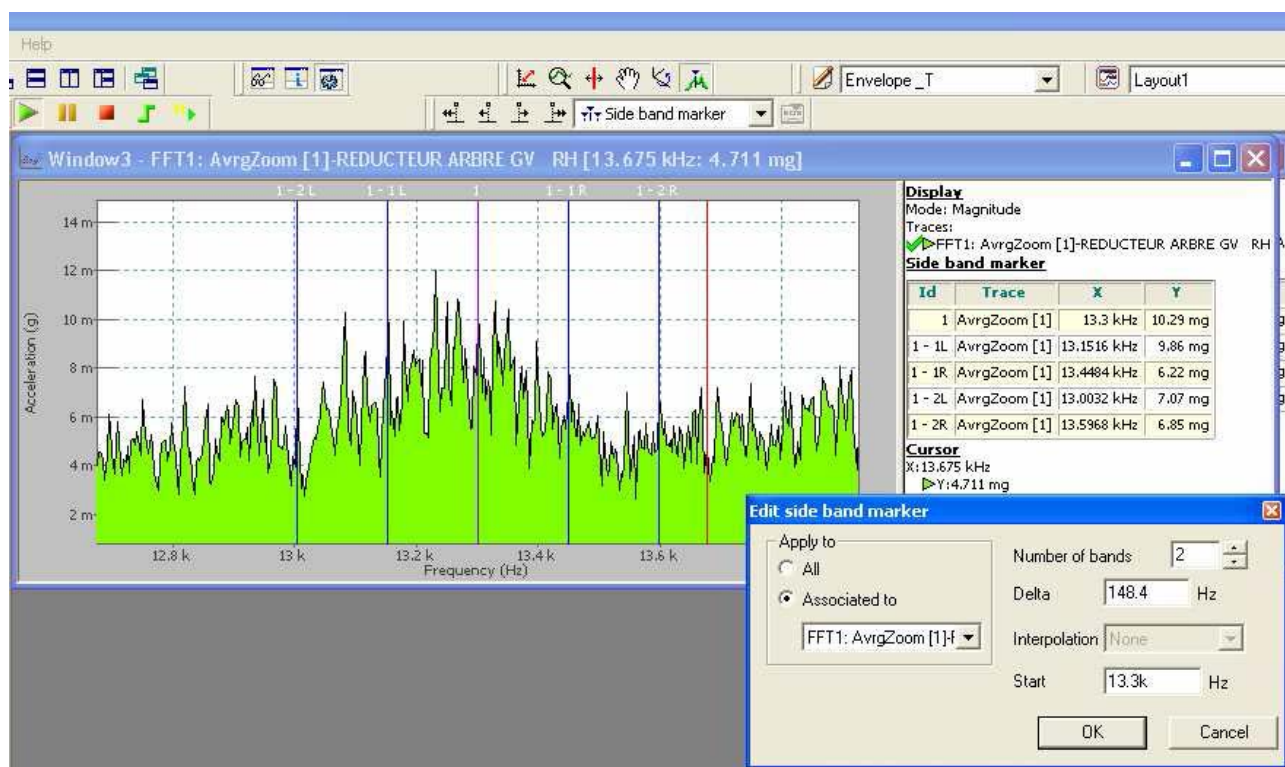 Help
Envelope _T
Layout1
Side band marker
Window3 - FFT1: AvrgZoom [1]-REDUCTEUR ARBRE GV RH [13.675 kHz: 4.711 mg]
1 - 2L
1 - 1L
1
1 - 1R
1 - 2R
14 m
12 m
10 m
8 m
6 m
4 m
2 m
Acceleration (g)
12.8 k
13 k
13.2 k
13.4 k
13.6 k
Frequency (Hz)
Display
Mode: Magnitude
Traces:
FFT1: AvrgZoom [1]-REDUCTEUR ARBRE GV RH
Side band marker
Id Trace X Y
1 AvrgZoom [1] 13.3 kHz 10.29 mg
1 - 1L AvrgZoom [1] 13.1516 kHz 9.86 mg
1 - 1R AvrgZoom [1] 13.4484 kHz 6.22 mg
1 - 2L AvrgZoom [1] 13.0032 kHz 7.07 mg
1 - 2R AvrgZoom [1] 13.5968 kHz 6.85 mg
Cursor
X:13.675 kHz
Y:4.711 mg
Edit side band marker
Apply to
All
Associated to
FFT1: AvrgZoom [1]-F
Number of bands 2
Delta 148.4 Hz
Interpolation None
Start 13.3k Hz
OK Cancel